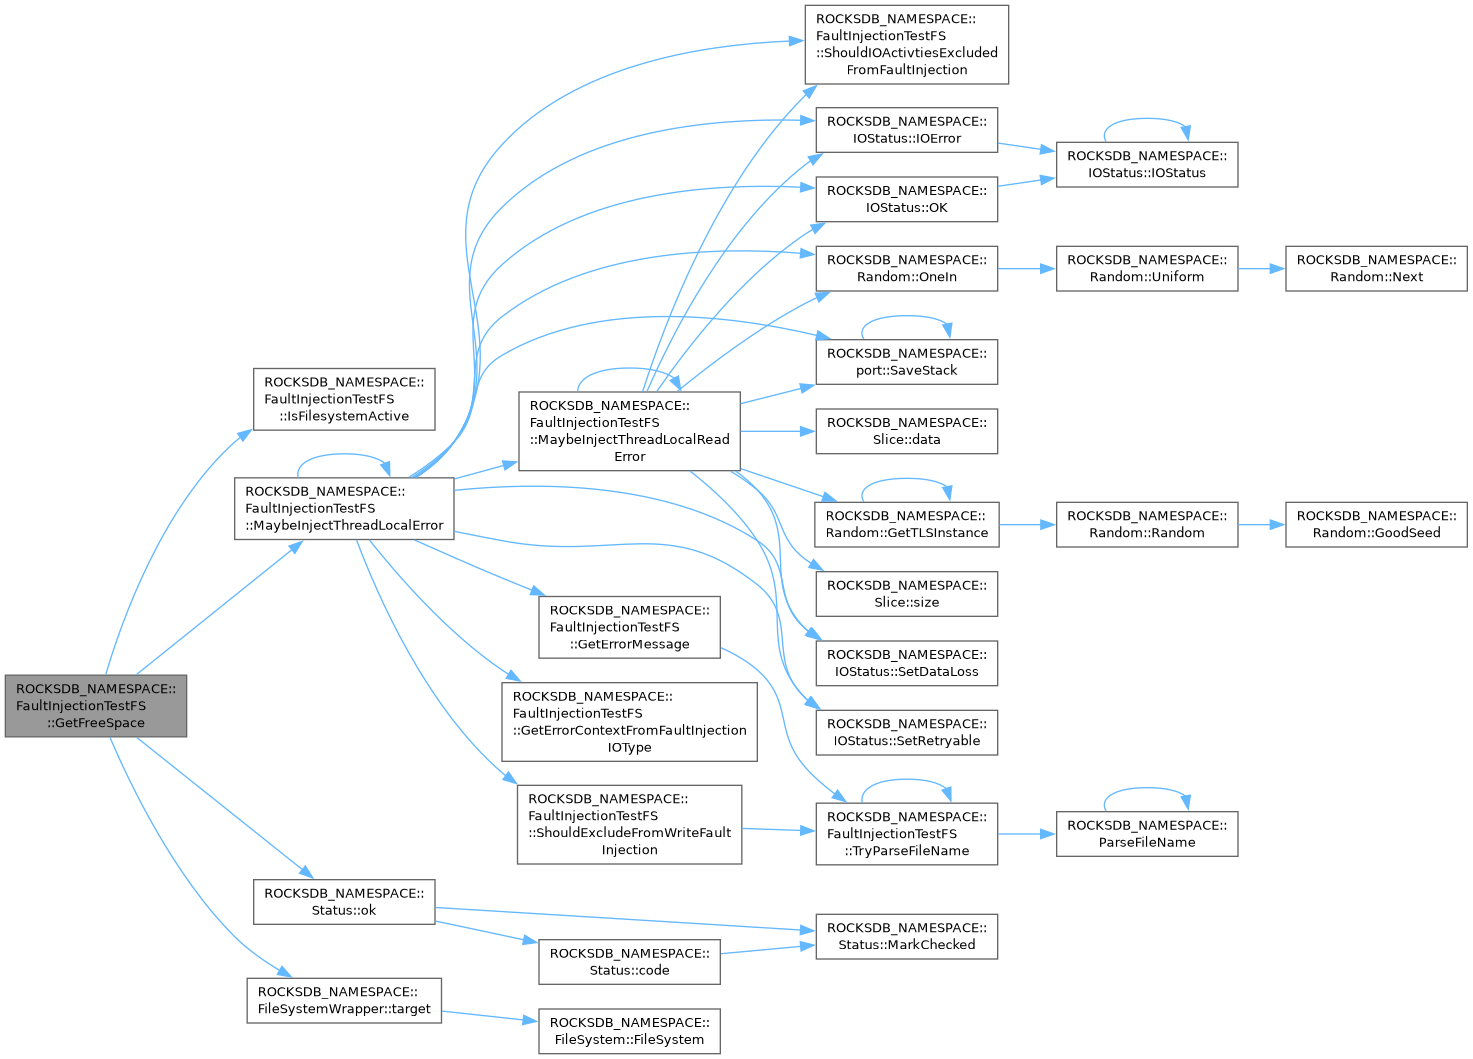 ROCKSDB_NAMESPACE::
FaultInjectionTestFS
::GetFreeSpace
ROCKSDB_NAMESPACE::
FaultInjectionTestFS
::IsFilesystemActive
ROCKSDB_NAMESPACE::
FaultInjectionTestFS
::MaybeInjectThreadLocalError
ROCKSDB_NAMESPACE::
Status::ok
ROCKSDB_NAMESPACE::
FileSystemWrapper::target
ROCKSDB_NAMESPACE::
FaultInjectionTestFS
::MaybeInjectThreadLocalRead
Error
ROCKSDB_NAMESPACE::
FaultInjectionTestFS
::GetErrorMessage
ROCKSDB_NAMESPACE::
FaultInjectionTestFS
::GetErrorContextFromFaultInjection
IOType
ROCKSDB_NAMESPACE::
FaultInjectionTestFS
::ShouldExcludeFromWriteFault
Injection
ROCKSDB_NAMESPACE::
Status::code
ROCKSDB_NAMESPACE::
FileSystem::FileSystem
ROCKSDB_NAMESPACE::
FaultInjectionTestFS
::ShouldIOActivtiesExcluded
FromFaultInjection
ROCKSDB_NAMESPACE::
IOStatus::IOError
ROCKSDB_NAMESPACE::
IOStatus::OK
ROCKSDB_NAMESPACE::
Random::OneIn
ROCKSDB_NAMESPACE::
port::SaveStack
ROCKSDB_NAMESPACE::
Slice::data
ROCKSDB_NAMESPACE::
Random::GetTLSInstance
ROCKSDB_NAMESPACE::
Slice::size
ROCKSDB_NAMESPACE::
IOStatus::SetDataLoss
ROCKSDB_NAMESPACE::
IOStatus::SetRetryable
ROCKSDB_NAMESPACE::
FaultInjectionTestFS
::TryParseFileName
ROCKSDB_NAMESPACE::
Status::MarkChecked
ROCKSDB_NAMESPACE::
IOStatus::IOStatus
ROCKSDB_NAMESPACE::
Random::Uniform
ROCKSDB_NAMESPACE::
Random::Random
ROCKSDB_NAMESPACE::
ParseFileName
ROCKSDB_NAMESPACE::
Random::Next
ROCKSDB_NAMESPACE::
Random::GoodSeed